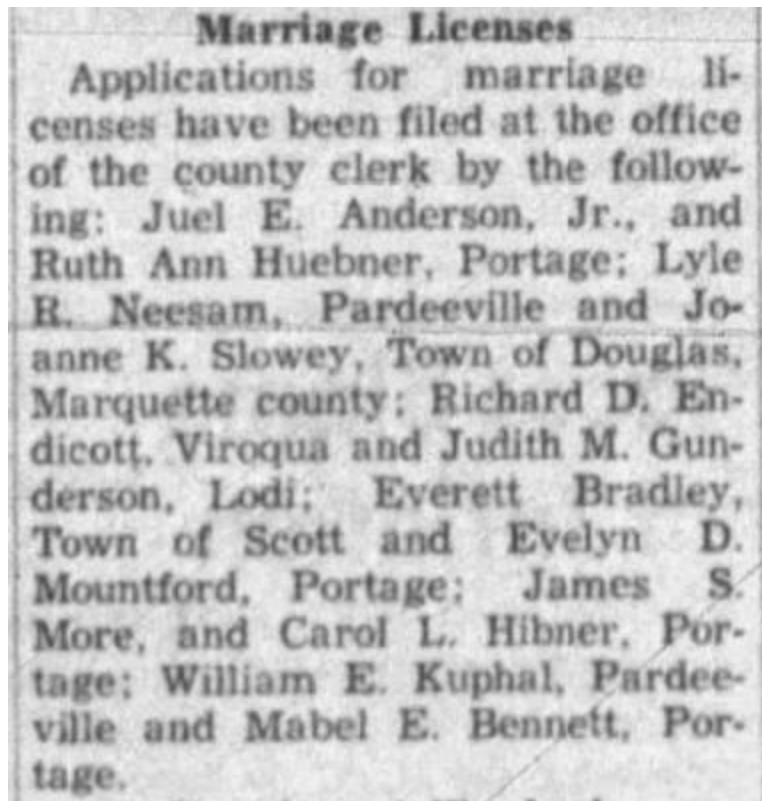 Marriage Licenses
Applications for marriage li-
censes have been filed at the office
of the county clerk by the follow-
ing: Juel E. Anderson, Jr., and
Ruth Ann Huebner, Portage; Lyle
R. Neesam, Pardeeville and Jo-
anne K. Slowey, Town of Douglas,
Marquette county; Richard D. En-
dicott, Viroqua and Judith M. Gun-
derson, Lodi; Everett Bradley,
Town of Scott and Evelyn D.
Mountford, Portage; James S.
More, and Carol L. Hibner, Por-
tage; William E. Kuphal, Pardee-
ville and Mabel E. Bennett, Por-
tage.